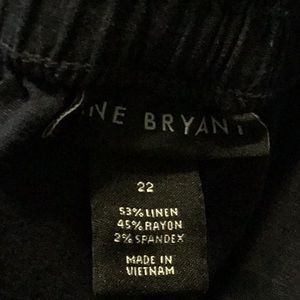 NE BRYANT
22
53% LINEN
45% RAYON
2% SPANDEX
MADE IN
VIETNAM